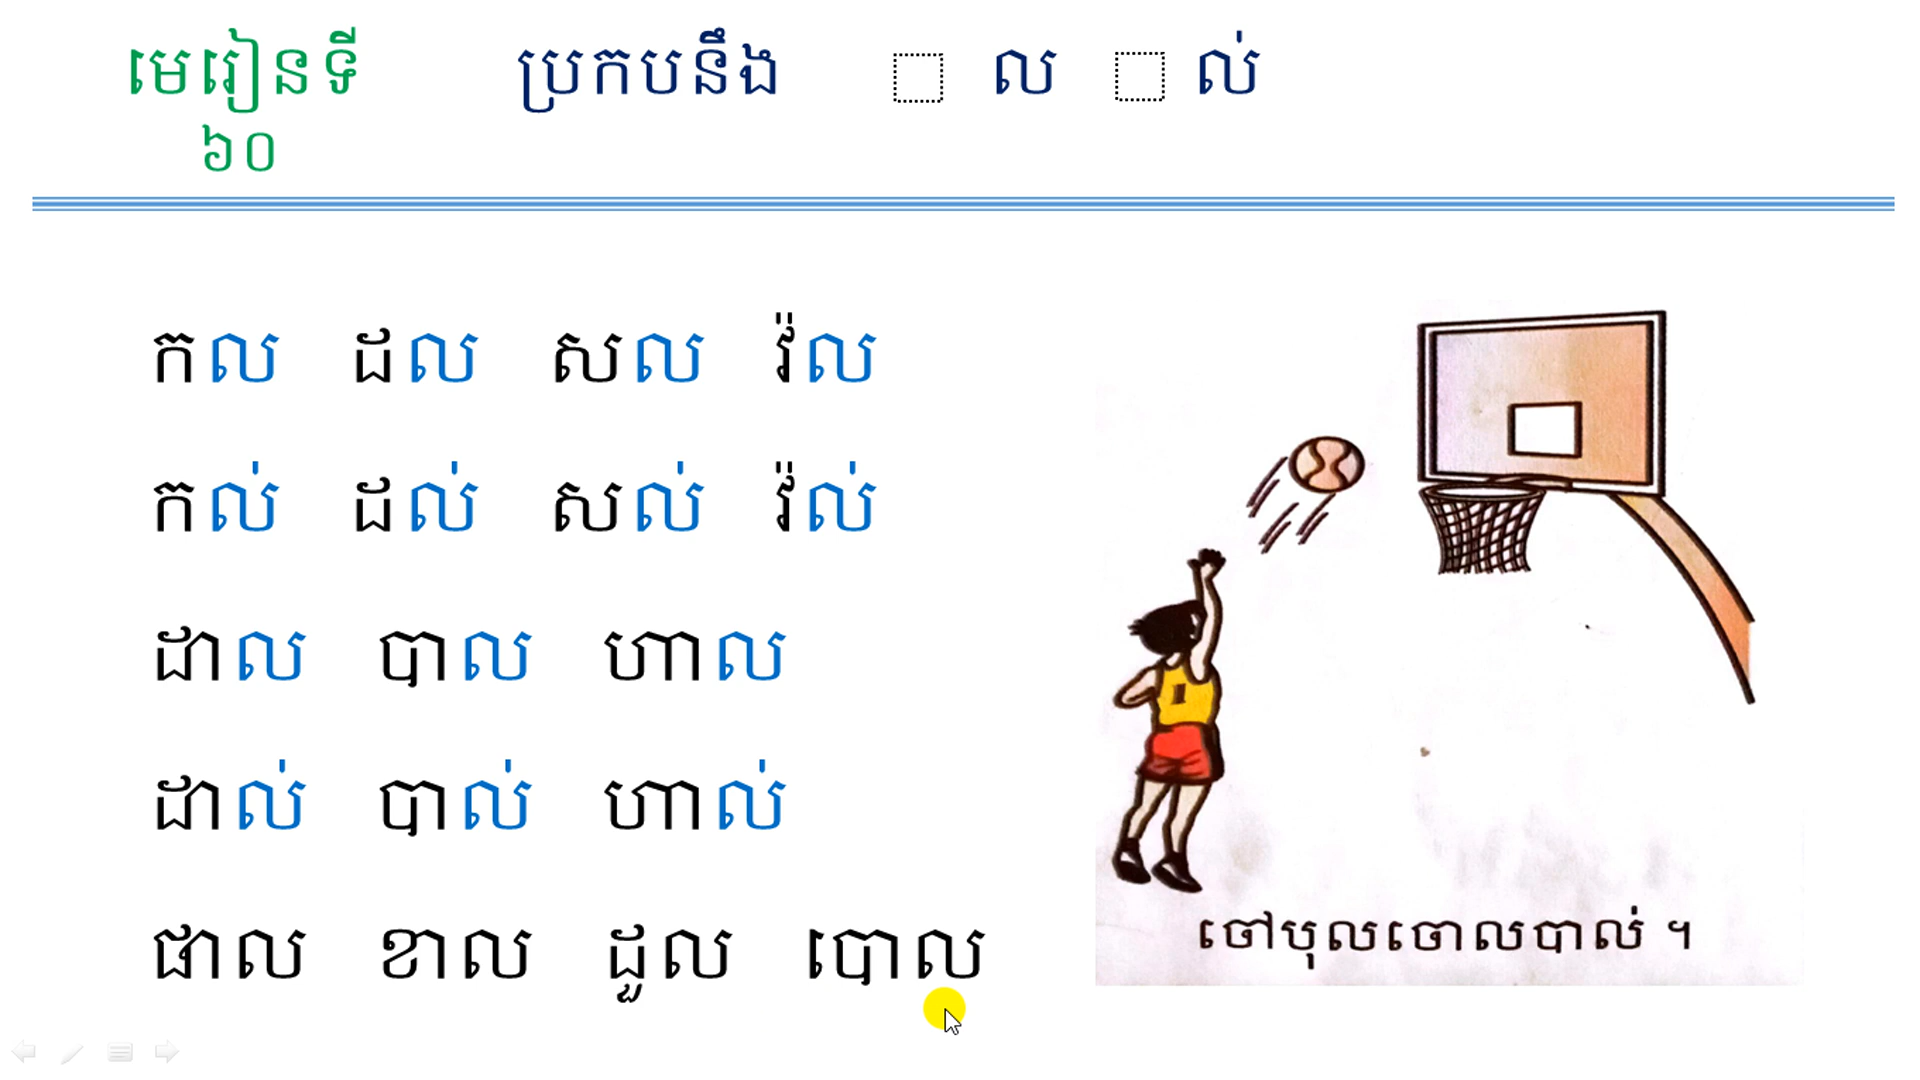 មេរៀនទី ប្រកបនឹង ល ល់
៦០
កល ដល សល វ៉ល
កល់ ដល់ សល់ វ៉ល់
ដាល បាល ហាល
ដាល់ បាល់ ហាល់
ផាល ខាល ដួល បោល
1
ចៅបុលចោលបាល់ ។